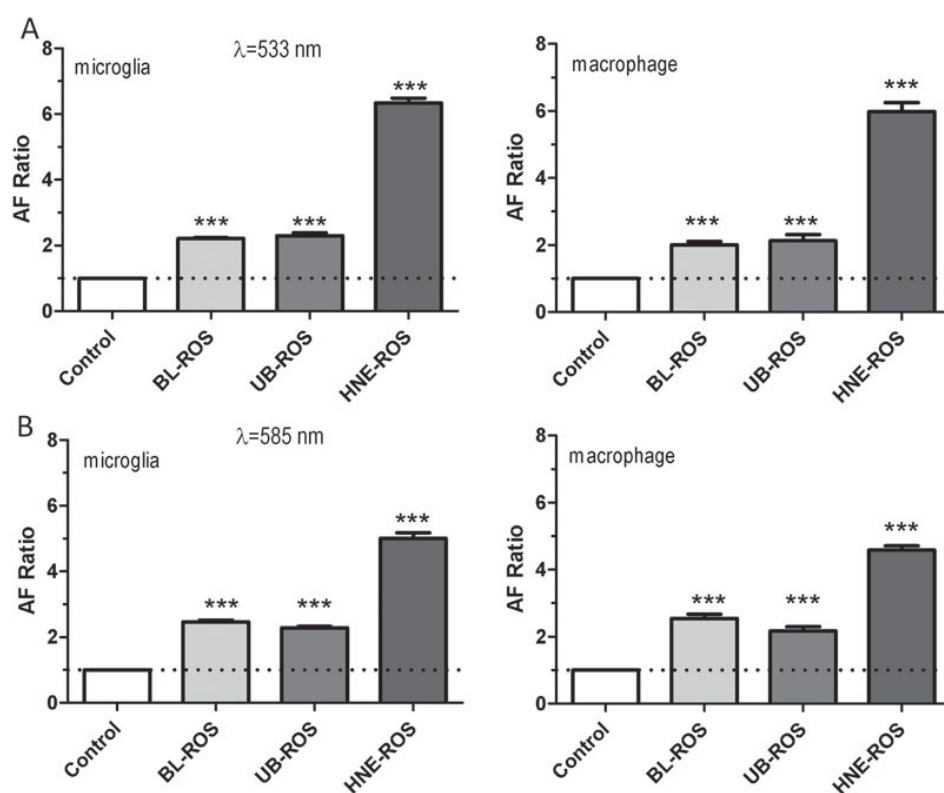 A
λ=533 nm
microglia
AF Ratio
8
6
4
2
0
***
***
***
Control
BL-ROS
UB-ROS
HNE-ROS
macrophage
AF Ratio
8
6
4
2
0
***
***
***
Control
BL-ROS
UB-ROS
HNE-ROS
B
λ=585 nm
microglia
AF Ratio
8
6
4
2
0
***
***
***
Control
BL-ROS
UB-ROS
HNE-ROS
macrophage
AF Ratio
8
6
4
2
0
***
***
***
Control
BL-ROS
UB-ROS
HNE-ROS